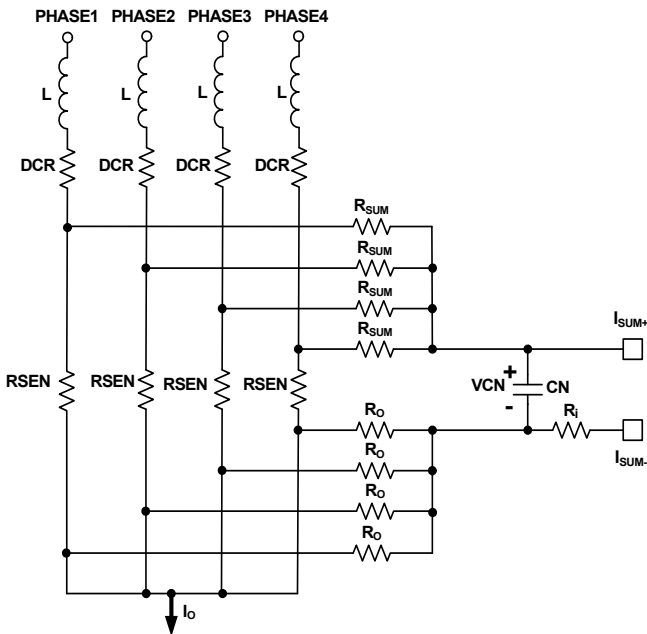 PHASE1 PHASE2 PHASE3 PHASE4
L L L L
DCR DCR DCR DCR
RSUM
RSUM
RSUM
RSUM
ISUM+
RSEN RSEN RSEN RSEN
+
VCN CN
-
RO Ri
ISUM-
RO
RO
RO
IO